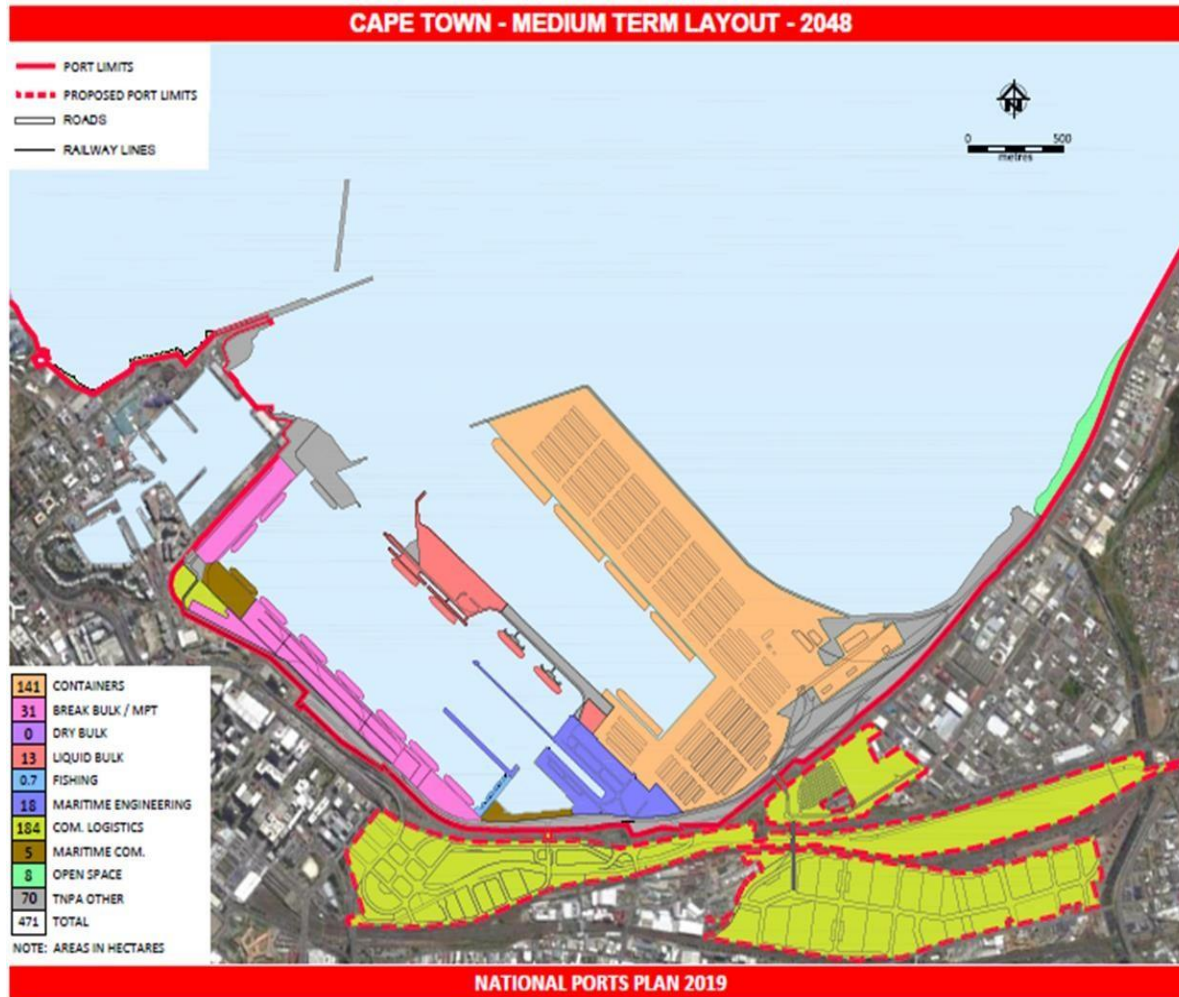 CAPE TOWN - MEDIUM TERM LAYOUT - 2048
PORT LIMITS
PROPOSED PORT LIMITS
ROADS
RAILWAY LINES
N
0 500
metres
141 CONTAINERS
31 BREAK BULK / MPT
0 DRY BULK
13 LIQUID BULK
0.7 FISHING
18 MARITIME ENGINEERING
184 COM. LOGISTICS
5 MARITIME COM.
8 OPEN SPACE
70 TNPA OTHER
471 TOTAL
NOTE: AREAS IN HECTARES
NATIONAL PORTS PLAN 2019